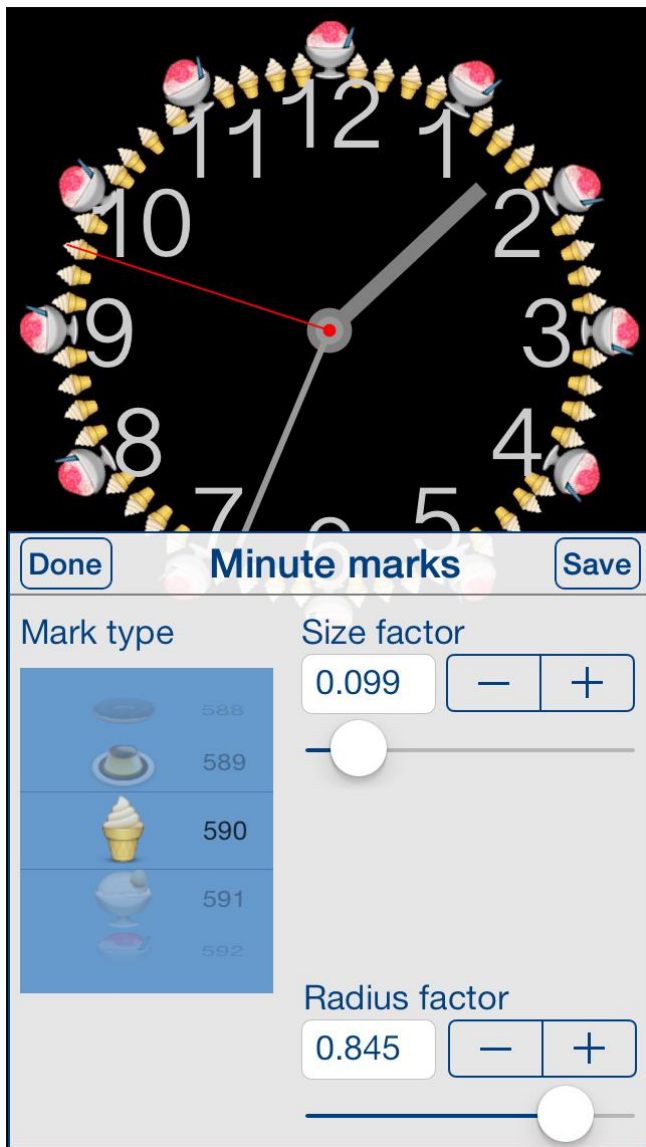 12
11 1
10 2
9 3
8 4
7 6 5
Done Minute marks Save
Mark type Size factor
0.099 − +
588
589
590
591
592
Radius factor
0.845 − +